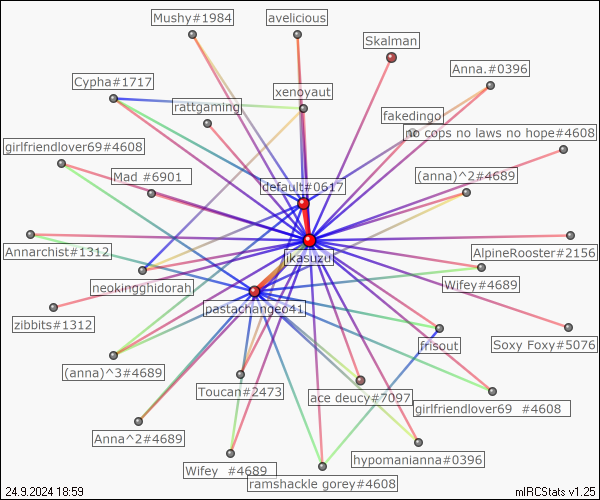 Mushy#1984
avelicious
Skalman
Anna.#0396
Cypha#1717
xenoyaut
rattgaming
fakedingo
no cops no laws no hope#4608
girlfriendlover69#4608
Mad #6901
default#0617
(anna)^2#4689
likasuzu
Annarchist#1312
AlpineRooster#2156
neokingghidorah
Wifey#4689
pastachangeo41
zibbits#1312
frisout
Soxy Foxy#5076
(anna)^3#4689
Toucan#2473
ace deucy#7097
girlfriendlover69 #4608
Anna^2#4689
hypomanianna#0396
Wifey #4689
ramshackle gorey#4608
24.9.2024 18:59
mIRCStats v1.25